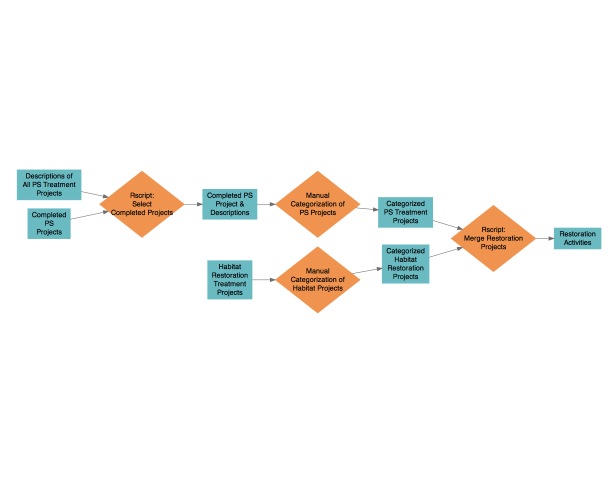 Descriptions of
All PS Treatment
Projects
Completed
PS
Projects
Rscript:
Select
Completed Projects
Completed PS
Project &
Descriptions
Manual
Categorization of
PS Projects
Categorized
PS Treatment
Projects
Habitat
Restoration
Treatment
Projects
Manual
Categorization of
Habitat Projects
Categorized
Habitat
Restoration
Projects
Rscript:
Merge Restoration
Projects
Restoration
Activities